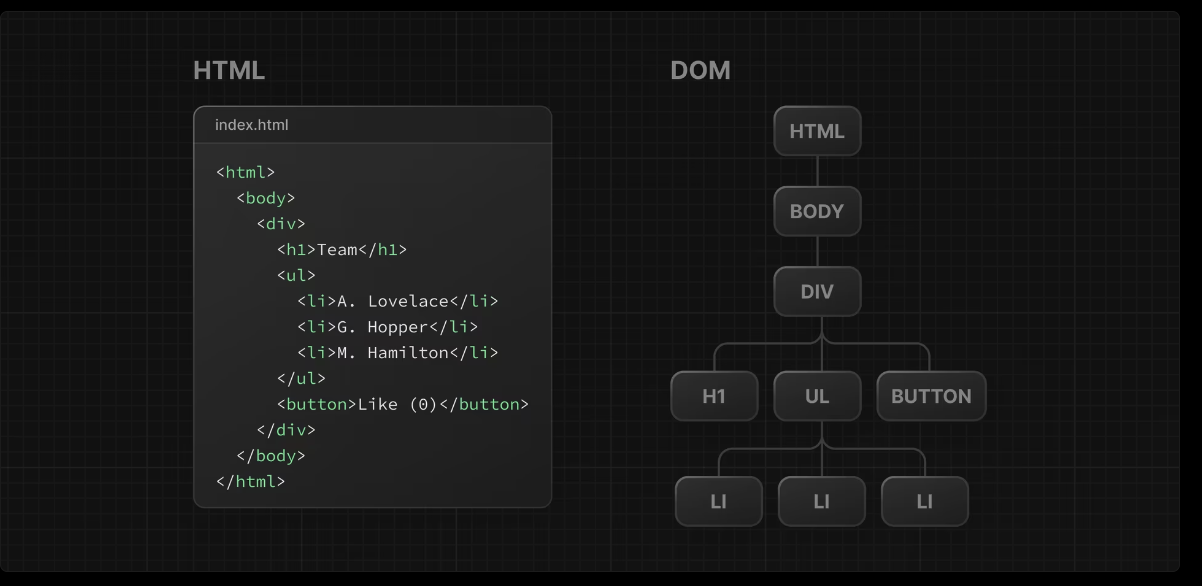 HTML
index.html
<html>
  <body>
    <div>
      <h1>Team</h1>
      <ul>
        <li>A. Lovelace</li>
        <li>G. Hopper</li>
        <li>M. Hamilton</li>
      </ul>
      <button>Like (0)</button>
    </div>
  </body>
</html>
DOM
HTML
BODY
DIV
H1 UL BUTTON
LI LI LI